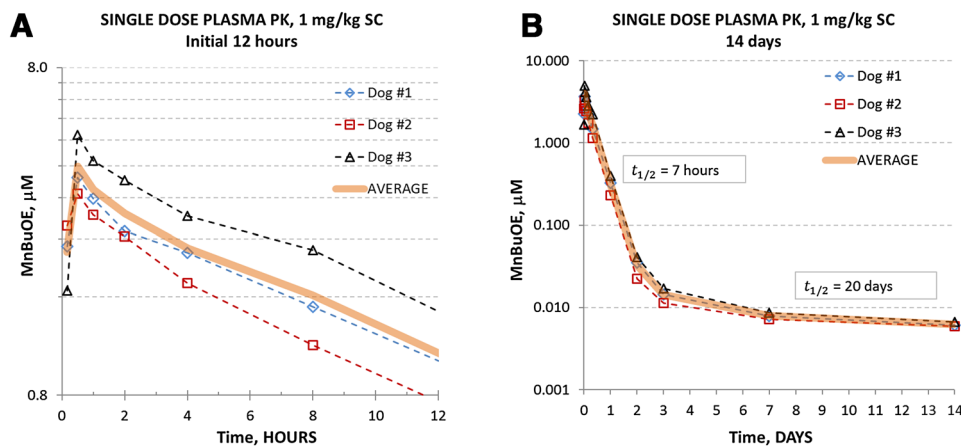 A
SINGLE DOSE PLASMA PK, 1 mg/kg SC
Initial 12 hours
8.0
0.8
MnBuOE, μM
Dog #1
Dog #2
Dog #3
AVERAGE
0 2 4 6 8 10 12
Time, HOURS
B
SINGLE DOSE PLASMA PK, 1 mg/kg SC
14 days
10.000
1.000
0.100
0.010
0.001
MnBuOE, μM
Dog #1
Dog #2
Dog #3
AVERAGE
t1/2 = 7 hours
t1/2 = 20 days
0 1 2 3 4 5 6 7 8 9 10 11 12 13 14
Time, DAYS